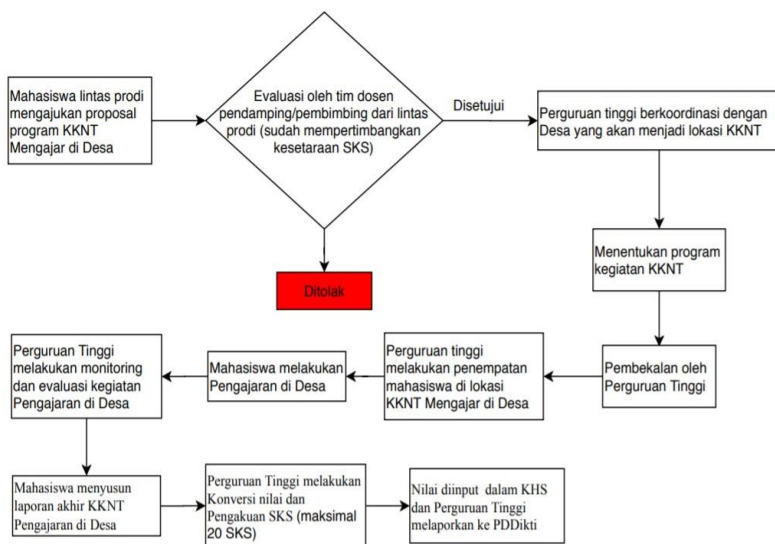 Mahasiswa lintas prodi
mengajukan proposal
program KKNT
Mengajar di Desa
Evaluasi oleh tim dosen
pendamping/pembimbing dari lintas
prodi (sudah mempertimbangkan
kesetaraan SKS)
Disetujui
Perguruan tinggi berkoordinasi dengan
Desa yang akan menjadi lokasi KKNT
Ditolak
Menentukan program
kegiatan KKNT
Pembekalan oleh
Perguruan Tinggi
Perguruan tinggi
melakukan penempatan
mahasiswa di lokasi
KKNT Mengajar di Desa
Mahasiswa melakukan
Pengajaran di Desa
Perguruan Tinggi
melakukan monitoring
dan evaluasi kegiatan
Pengajaran di Desa
Mahasiswa menyusun
laporan akhir KKNT
Pengajaran di Desa
Perguruan Tinggi melakukan
Konversi nilai dan
Pengakuan SKS (maksimal
20 SKS)
Nilai diinput dalam KHS
dan Perguruan Tinggi
melaporkan ke PDDikti